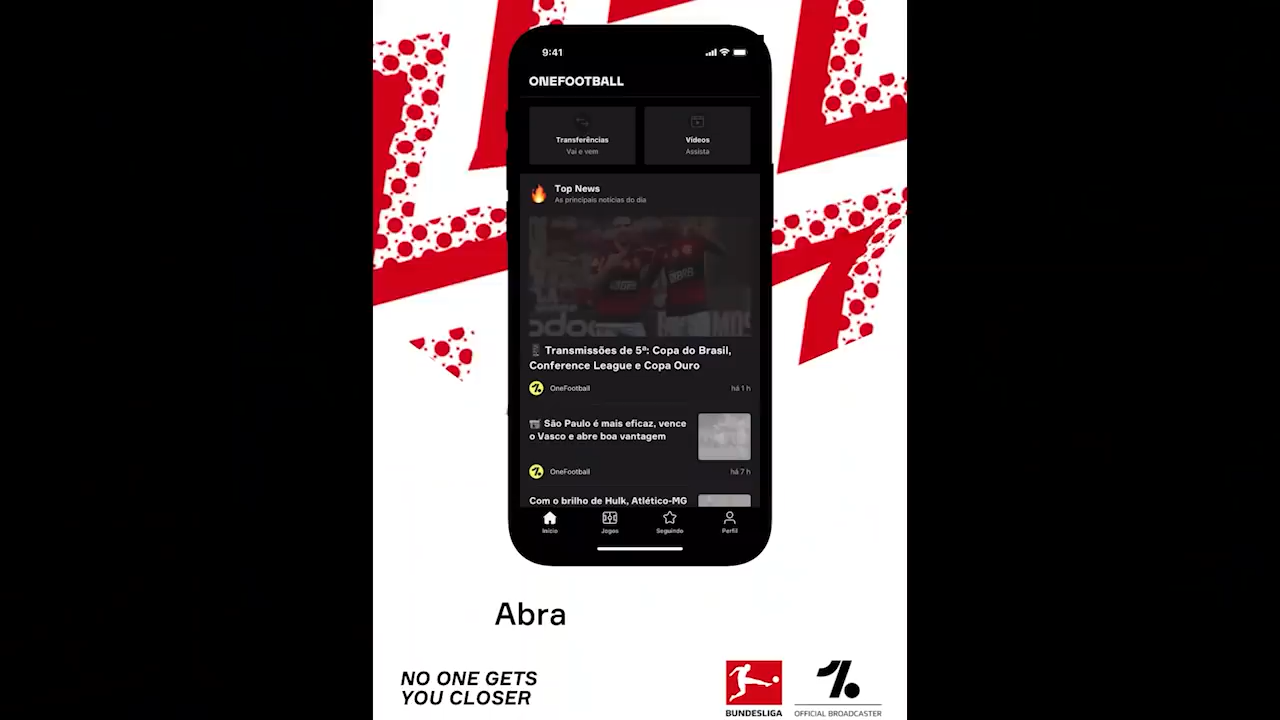 9:41
ONEFOOTBALL
Transferências
Vai e vem
Vídeos
Assista
Top News
As principais notícias do dia
Transmissões de 5ª: Copa do Brasil,
Conference League e Copa Ouro
OneFootball
há 1 h
São Paulo é mais eficaz, vence
o Vasco e abre boa vantagem
OneFootball
há 7 h
Com o brilho de Hulk, Atlético-MG
Início
Jogos
Seguindo
Perfil
Abra
NO ONE GETS
YOU CLOSER
BUNDESLIGA
OFFICIAL BROADCASTER